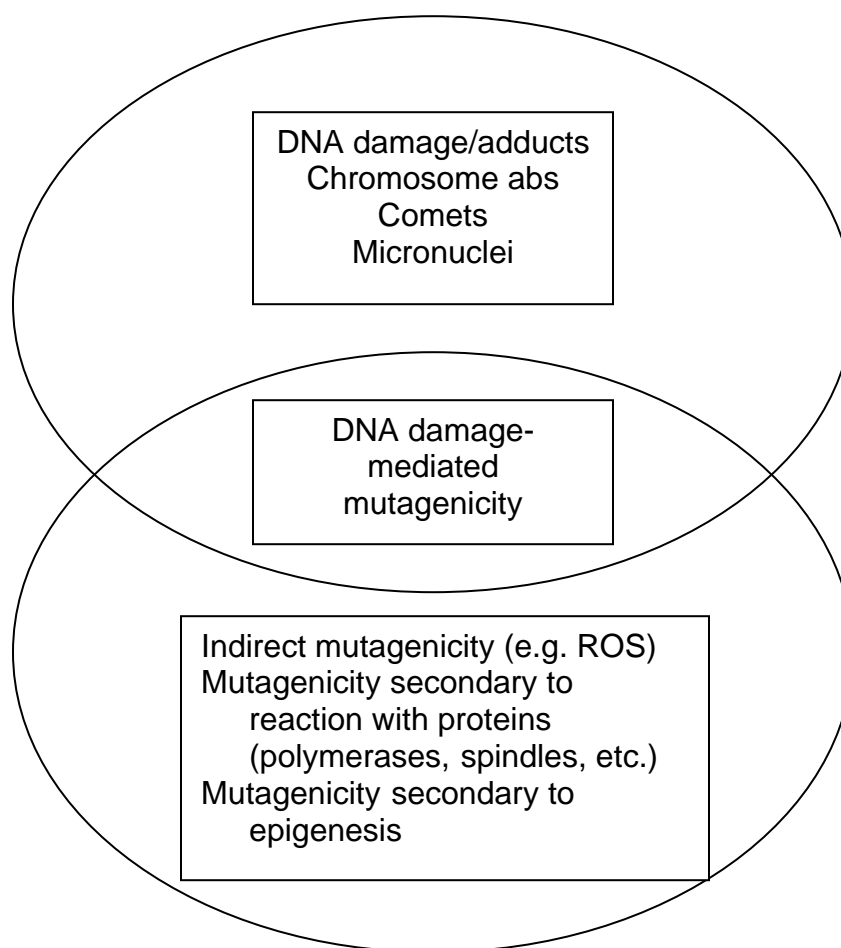 DNA damage/adducts
Chromosome abs
Comets
Micronuclei
DNA damage-
mediated
mutagenicity
Indirect mutagenicity (e.g. ROS)
Mutagenicity secondary to
reaction with proteins
(polymerases, spindles, etc.)
Mutagenicity secondary to
epigenesis